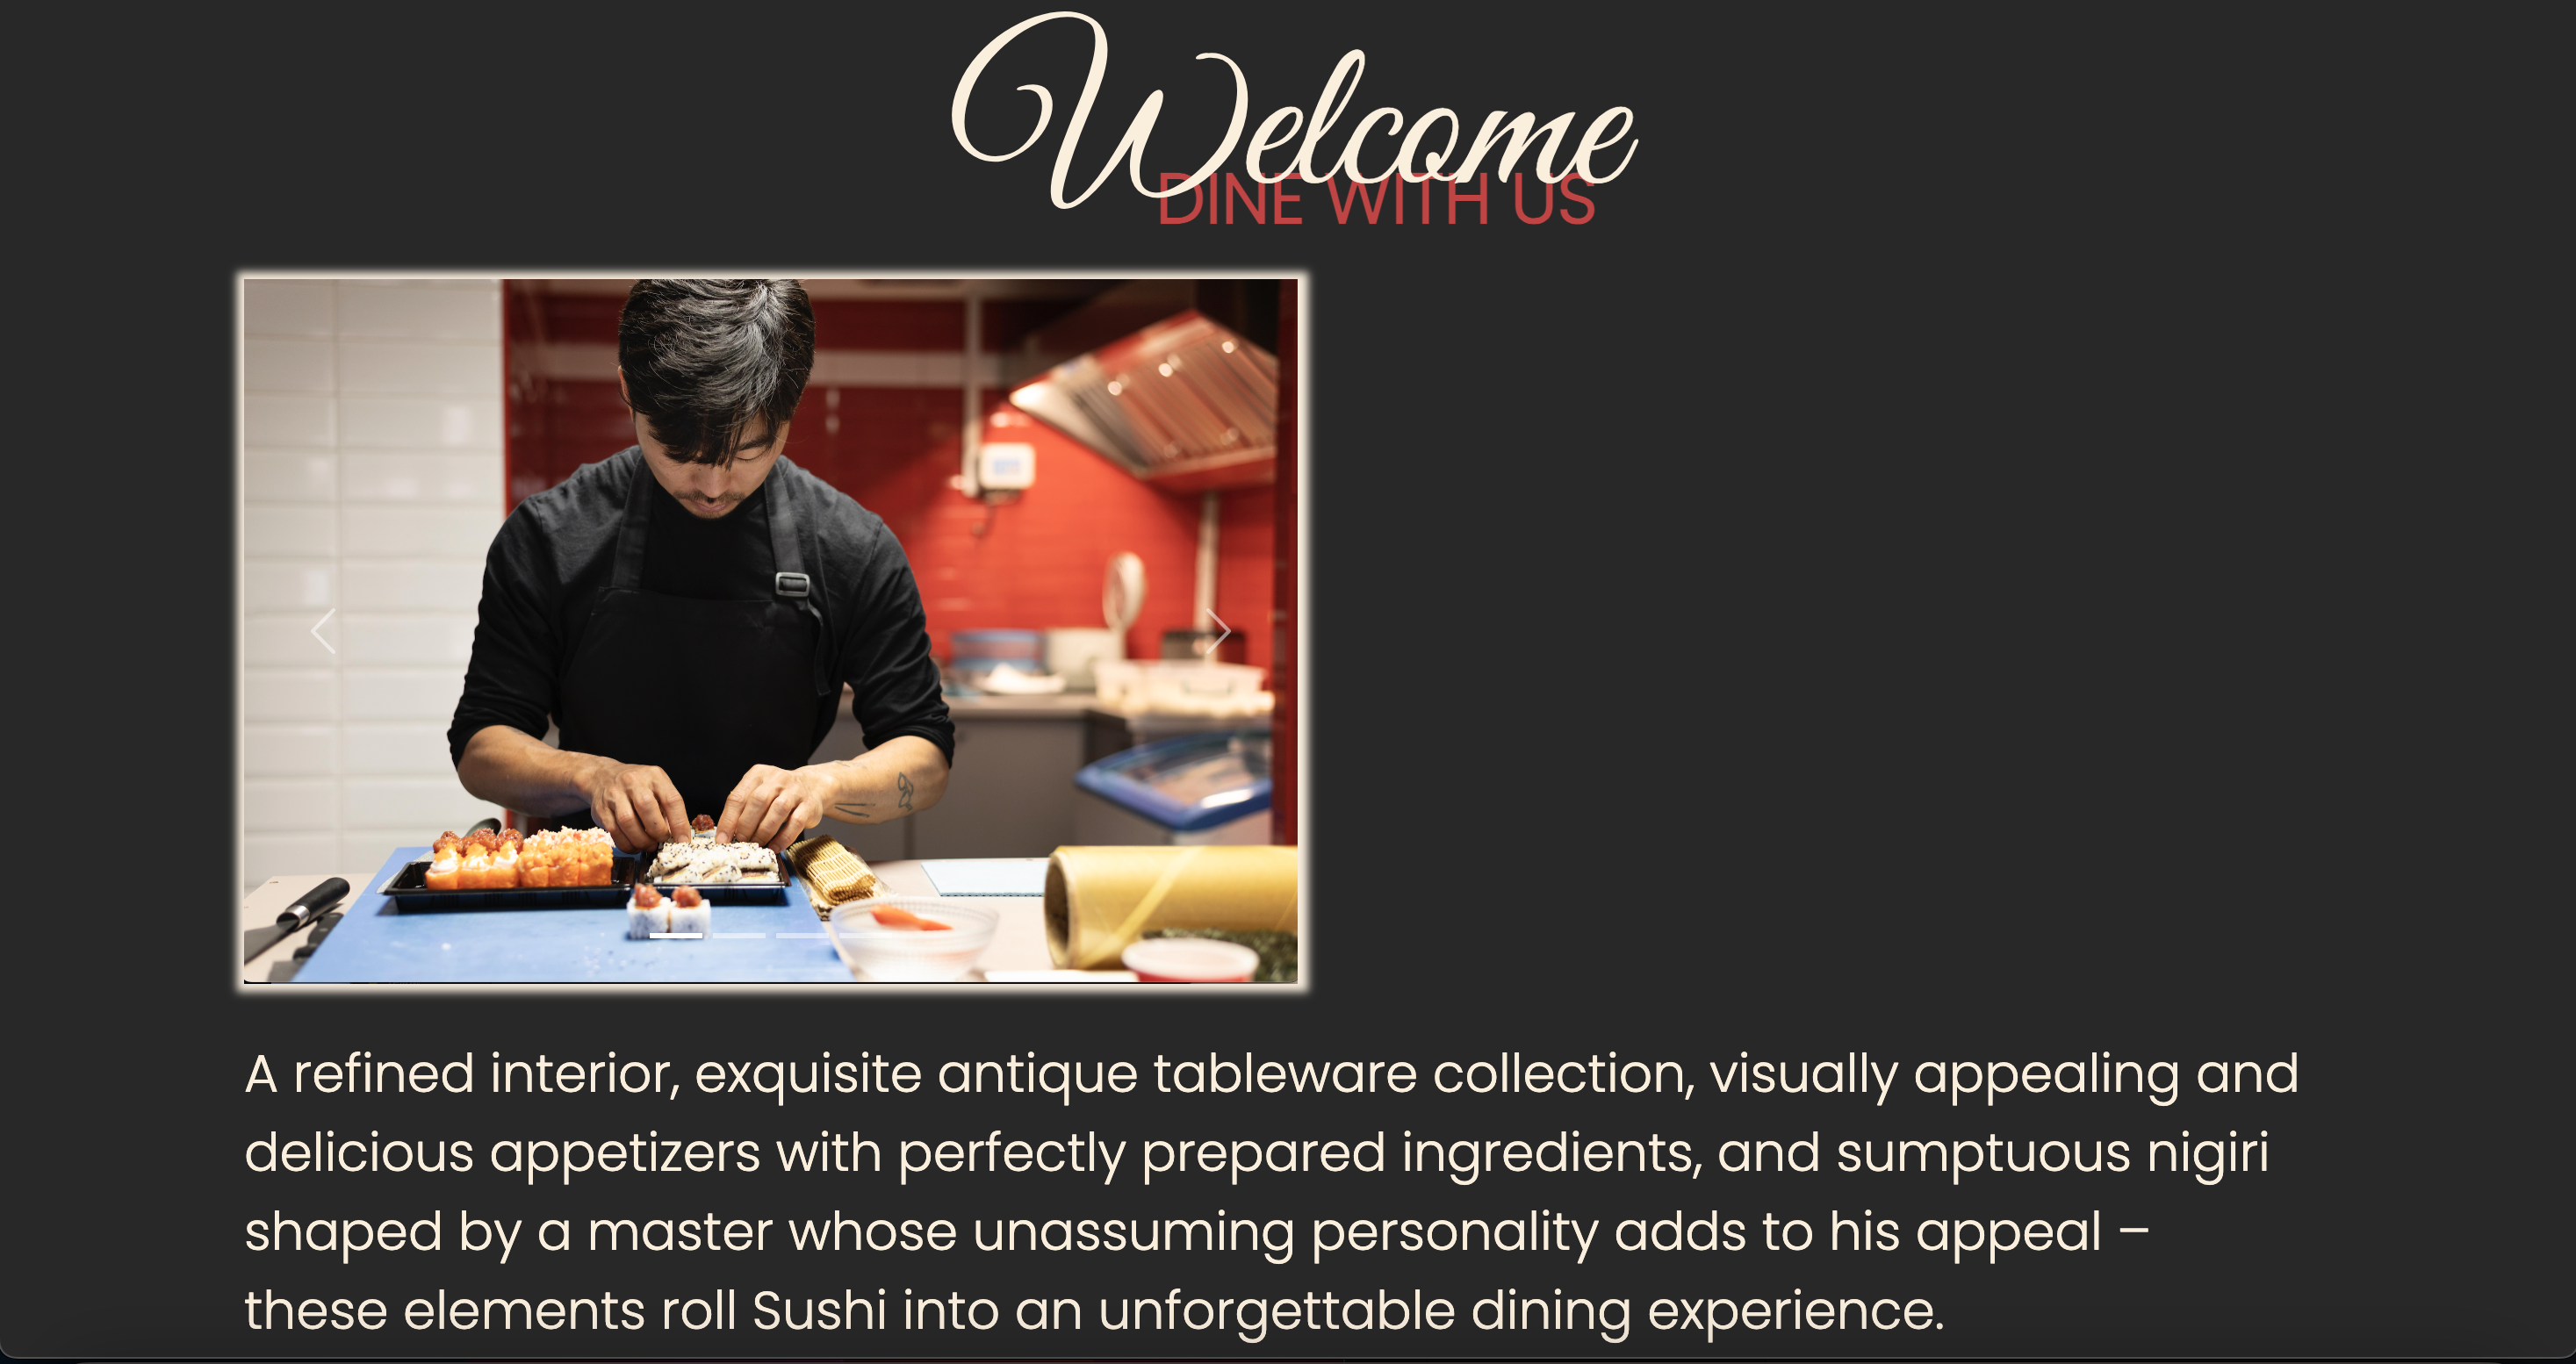 Welcome
DINE WITH US
A refined interior, exquisite antique tableware collection, visually appealing and
delicious appetizers with perfectly prepared ingredients, and sumptuous nigiri
shaped by a master whose unassuming personality adds to his appeal –
these elements roll Sushi into an unforgettable dining experience.